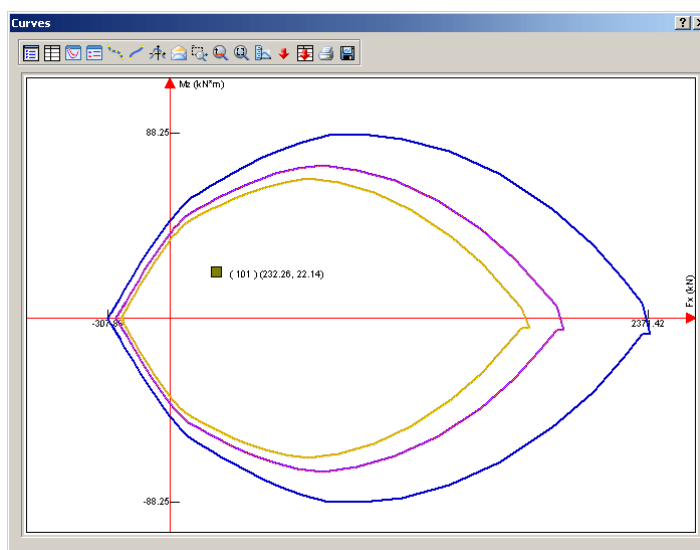 Curves
Mz (kN*m)
88.25
( 101 ) (232.26, 22.14)
Fx (kN)
2371.42
-88.25